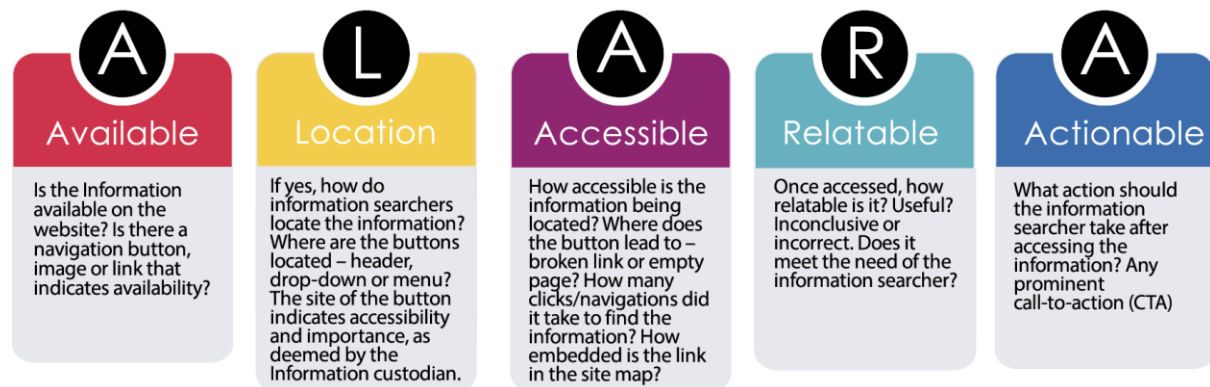 A
Available
Is the Information
available on the
website? Is there a
navigation button,
image or link that
indicates availability?
L
Location
If yes, how do
information searchers
locate the information?
Where are the buttons
located – header,
drop-down or menu?
The site of the button
indicates accessibility
and importance, as
deemed by the
Information custodian.
A
Accessible
How accessible is the
information being
located? Where does
the button lead to –
broken link or empty
page? How many
clicks/navigations did
it take to find the
information? How
embedded is the link
in the site map?
R
Relatable
Once accessed, how
relatable is it? Useful?
Inconclusive or
incorrect. Does it
meet the need of the
information searcher?
A
Actionable
What action should
the information
searcher take after
accessing the
information? Any
prominent
call-to-action (CTA)